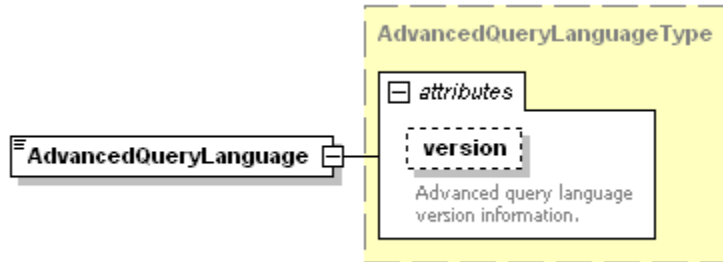 AdvancedQueryLanguageType
attributes
AdvancedQueryLanguage
version
Advanced query language
version information.